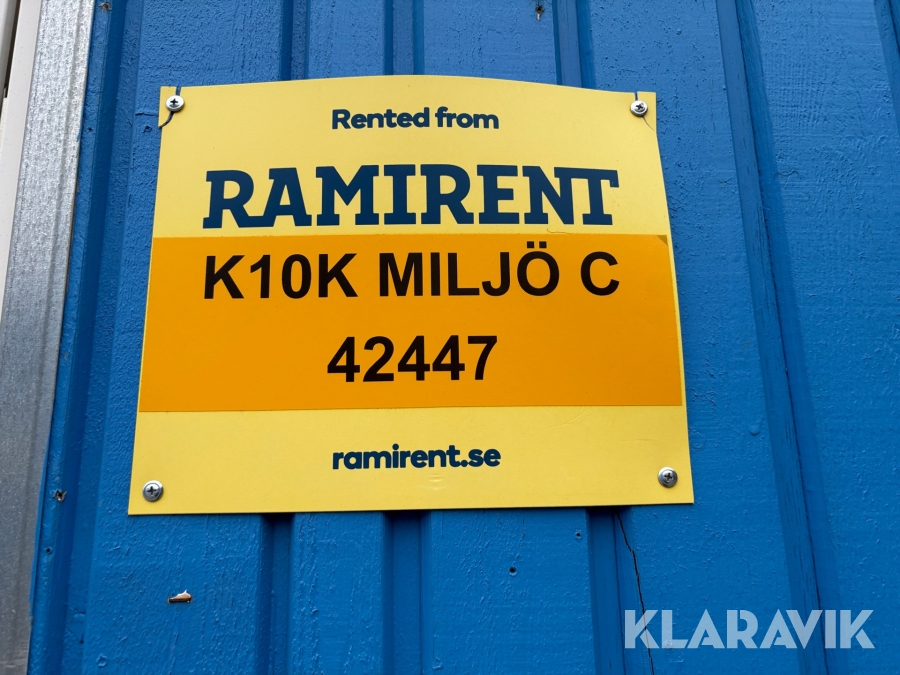 Rented from
RAMIRENT
K10K MILJÖ C
42447
ramirent.se
KLARAVIK